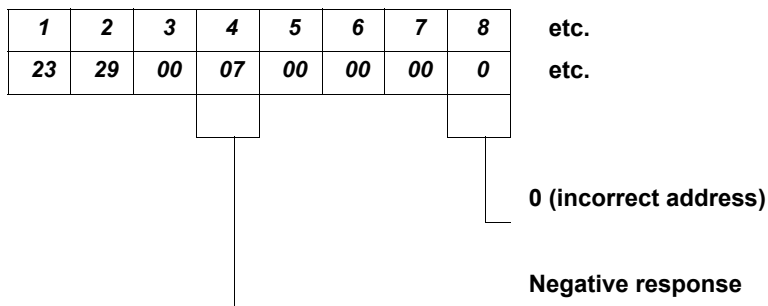 1 2 3 4 5 6 7 8 etc.
23 29 00 07 00 00 00 0 etc.
0 (incorrect address)
Negative response